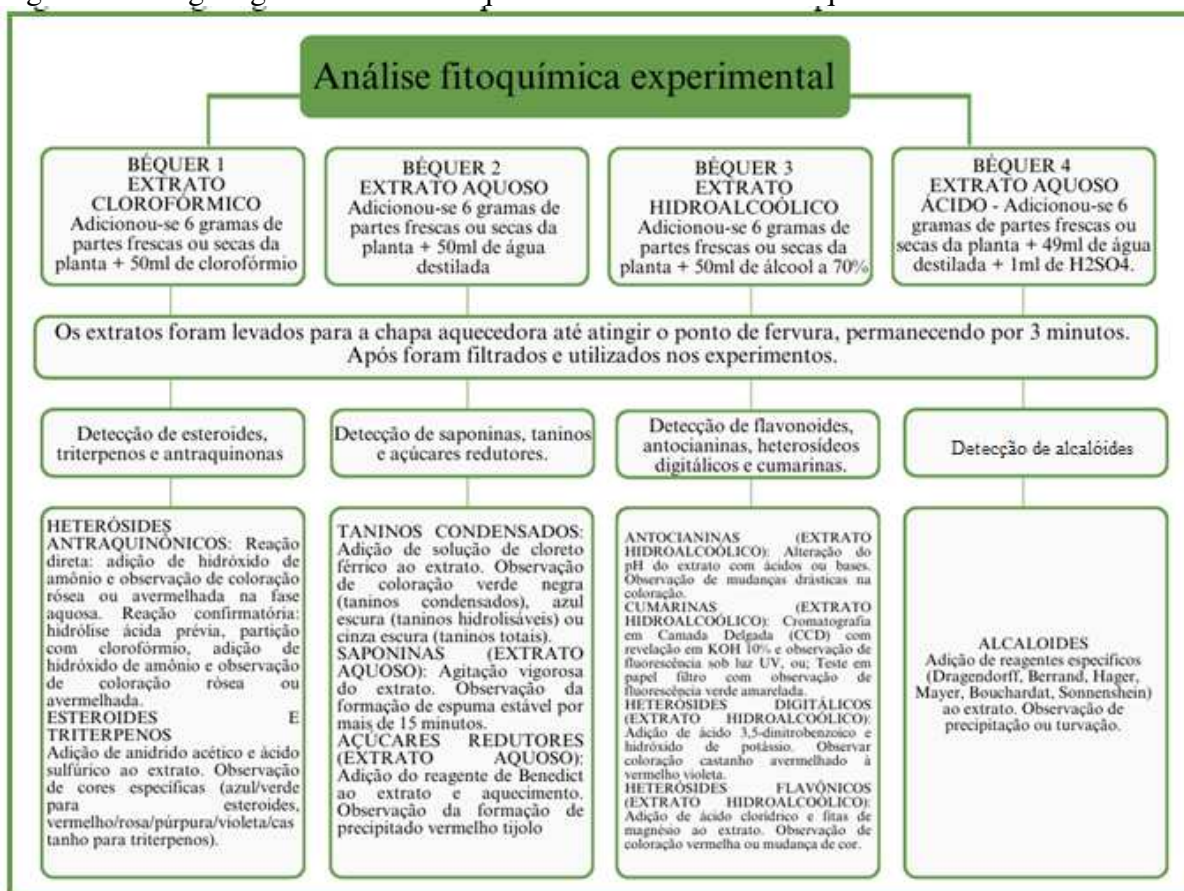 Análise fitoquímica experimental
BÉQUER 1
EXTRATO
CLOROFÓRMICO
Adicionou-se 6 gramas de
partes frescas ou secas da
planta + 50ml de clorofórmio
BÉQUER 2
EXTRATO AQUOSO
Adicionou-se 6 gramas de
partes frescas ou secas da
planta + 50ml de água
destilada
BÉQUER 3
EXTRATO
HIDROALCOÓLICO
Adicionou-se 6 gramas de
partes frescas ou secas da
planta + 50ml de álcool a 70%
BÉQUER 4
EXTRATO AQUOSO
ÁCIDO - Adicionou-se 6
gramas de partes frescas ou
secas da planta + 49ml de água
destilada + 1ml de H2SO4.
Os extratos foram levados para a chapa aquecedora até atingir o ponto de fervura, permanecendo por 3 minutos.
Após foram filtrados e utilizados nos experimentos.
Detecção de esteroides,
triterpenos e antraquinonas
Detecção de saponinas, taninos
e açúcares redutores.
Detecção de flavonoides,
antocianinas, heterosídeos
digitálicos e cumarinas.
Detecção de alcalóides
HETERÓSIDES
ANTRAQUINÔNICOS: Reação
direta: adição de hidróxido de
amônio e observação de coloração
rósea ou avermelhada na fase
aquosa. Reação confirmatória:
hidrólise ácida prévia, partição
com clorofórmio, adição de
hidróxido de amônio e observação
de coloração rósea ou
avermelhada.
ESTEROIDES E
TRITERPENOS
Adição de anidrido acético e ácido
sulfúrico ao extrato. Observação
de cores específicas (azul/verde
para esteroides,
vermelho/rosa/púrpura/violeta/cas
tanho para triterpenos).
TANINOS CONDENSADOS:
Adição de solução de cloreto
férrico ao extrato. Observação
de coloração verde negra
(taninos condensados), azul
escura (taninos hidrolisáveis) ou
cinza escura (taninos totais).
SAPONINAS (EXTRATO
AQUOSO): Agitação vigorosa
do extrato. Observação da
formação de espuma estável por
mais de 15 minutos.
AÇÚCARES REDUTORES
(EXTRATO AQUOSO):
Adição do reagente de Benedict
ao extrato e aquecimento.
Observação da formação de
precipitado vermelho tijolo
ANTOCIANINAS (EXTRATO
HIDROALCOÓLICO): Alteração do
pH do extrato com ácidos ou bases.
Observação de mudanças drásticas na
coloração.
CUMARINAS (EXTRATO
HIDROALCOÓLICO): Cromatografia
em Camada Delgada (CCD) com
revelação em KOH 10% e observação de
fluorescência sob luz UV, ou; Teste em
papel filtro com observação de
fluorescência verde amarelada.
HETERÓSIDES DIGITÁLICOS
(EXTRATO HIDROALCOÓLICO):
Adição de ácido 3,5-dinitrobenzoico e
hidróxido de potássio. Observar
coloração castanho avermelhado à
vermelho violeta.
HETERÓSIDES FLAVÔNICOS
(EXTRATO HIDROALCOÓLICO):
Adição de ácido clorídrico e fitas de
magnésio ao extrato. Observação de
coloração vermelha ou mudança de cor.
ALCALOIDES
Adição de reagentes específicos
(Dragendorff, Berrand, Hager,
Mayer, Bouchardat, Sonnenshein)
ao extrato. Observação de
precipitação ou turvação.